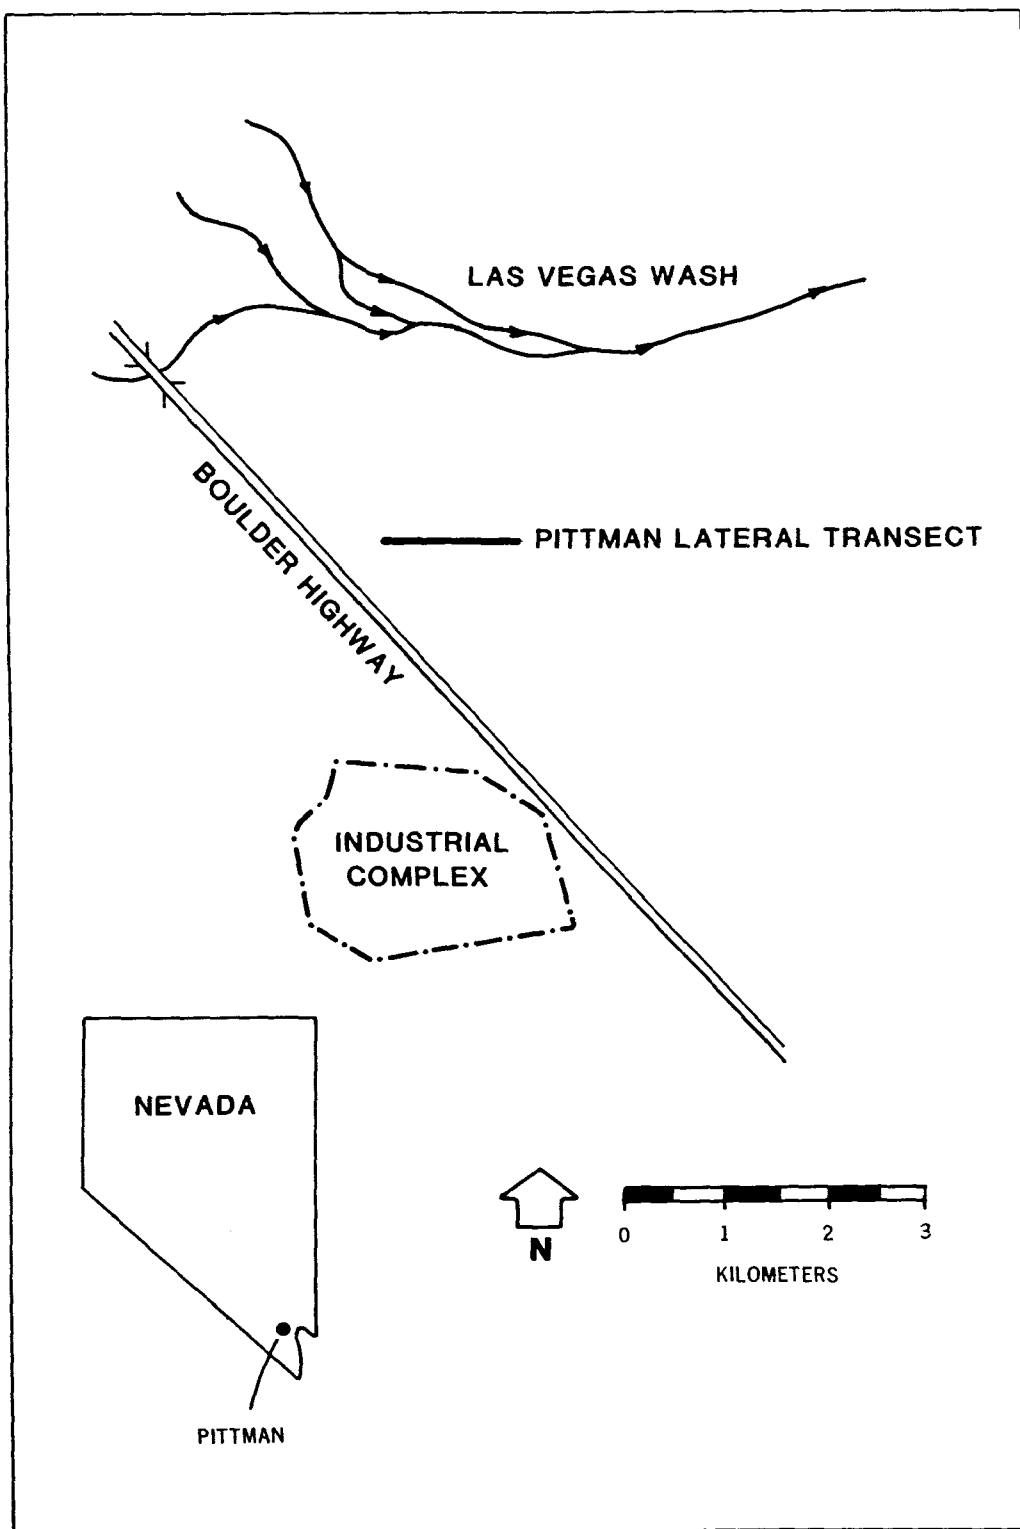 LAS VEGAS WASH
BOULDER HIGHWAY
PITTMAN LATERAL TRANSECT
INDUSTRIAL
COMPLEX
NEVADA
PITTMAN
N
0 1 2 3
KILOMETERS